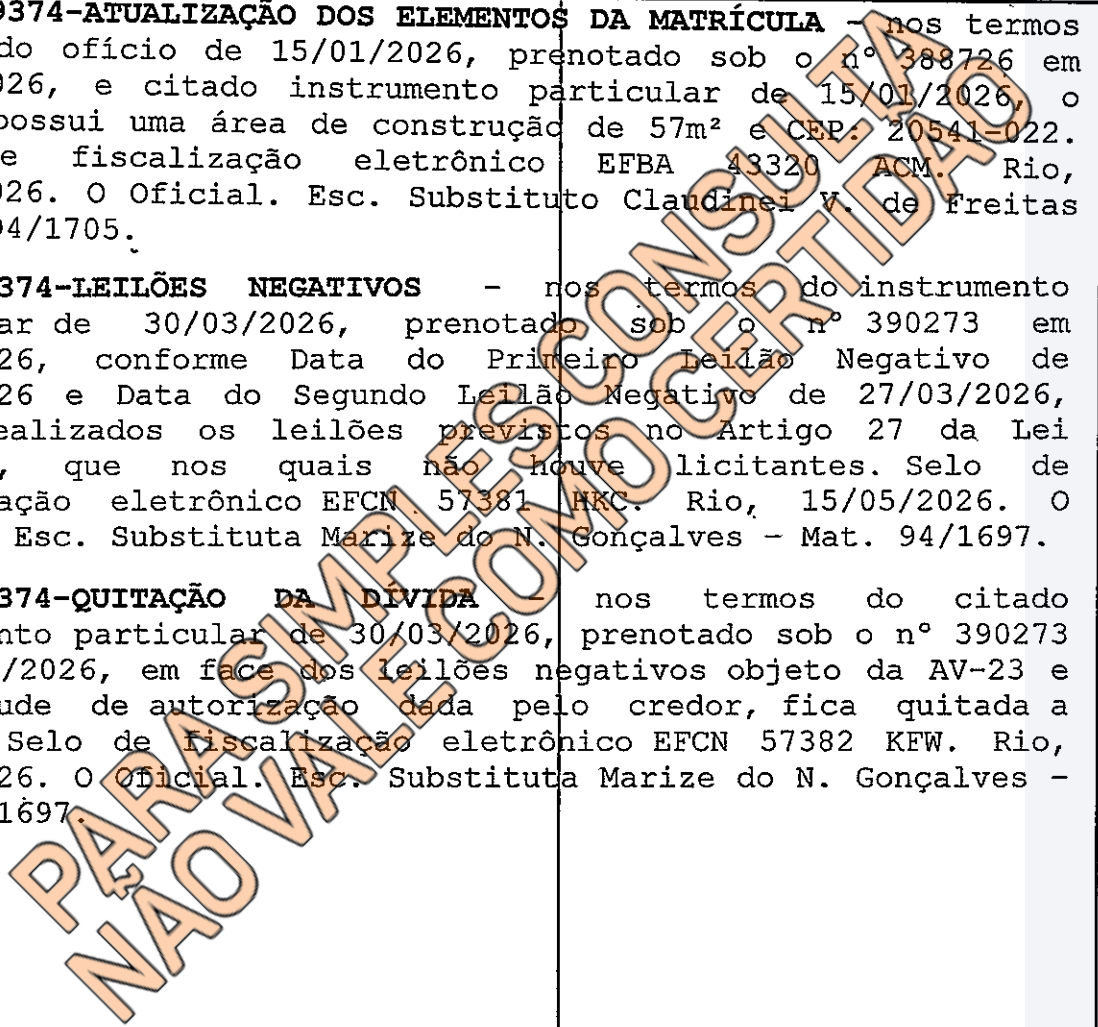 9374-ATUALIZAÇÃO DOS ELEMENTOS DA MATRÍCULA – nos termos
do ofício de 15/01/2026, prenotado sob o nº 388726 em
026, e citado instrumento particular de 15/01/2026, o
possui uma área de construção de 57m² e CEP: 20541-022.
e fiscalização eletrônico EFBA 43320 ACM. Rio,
026. O Oficial. Esc. Substituto Claudinei V. de Freitas
94/1705.
374-LEILÕES NEGATIVOS – nos termos do instrumento
ar de 30/03/2026, prenotado sob o nº 390273 em
26, conforme Data do Primeiro Leilão Negativo de
26 e Data do Segundo Leilão Negativo de 27/03/2026,
ealizados os leilões previstos no Artigo 27 da Lei
, que nos quais não houve licitantes. Selo de
ação eletrônico EFCN 57381 HKC. Rio, 15/05/2026. O
Esc. Substituta Marize do N. Gonçalves – Mat. 94/1697.
374-QUITAÇÃO DA DÍVIDA – nos termos do citado
nto particular de 30/03/2026, prenotado sob o nº 390273
/2026, em face dos leilões negativos objeto da AV-23 e
ude de autorização dada pelo credor, fica quitada a
Selo de fiscalização eletrônico EFCN 57382 KFW. Rio,
26. O Oficial. Esc. Substituta Marize do N. Gonçalves –
1697.
PARA SIMPLES CONSULTA
NÃO VALE COMO CERTIDÃO